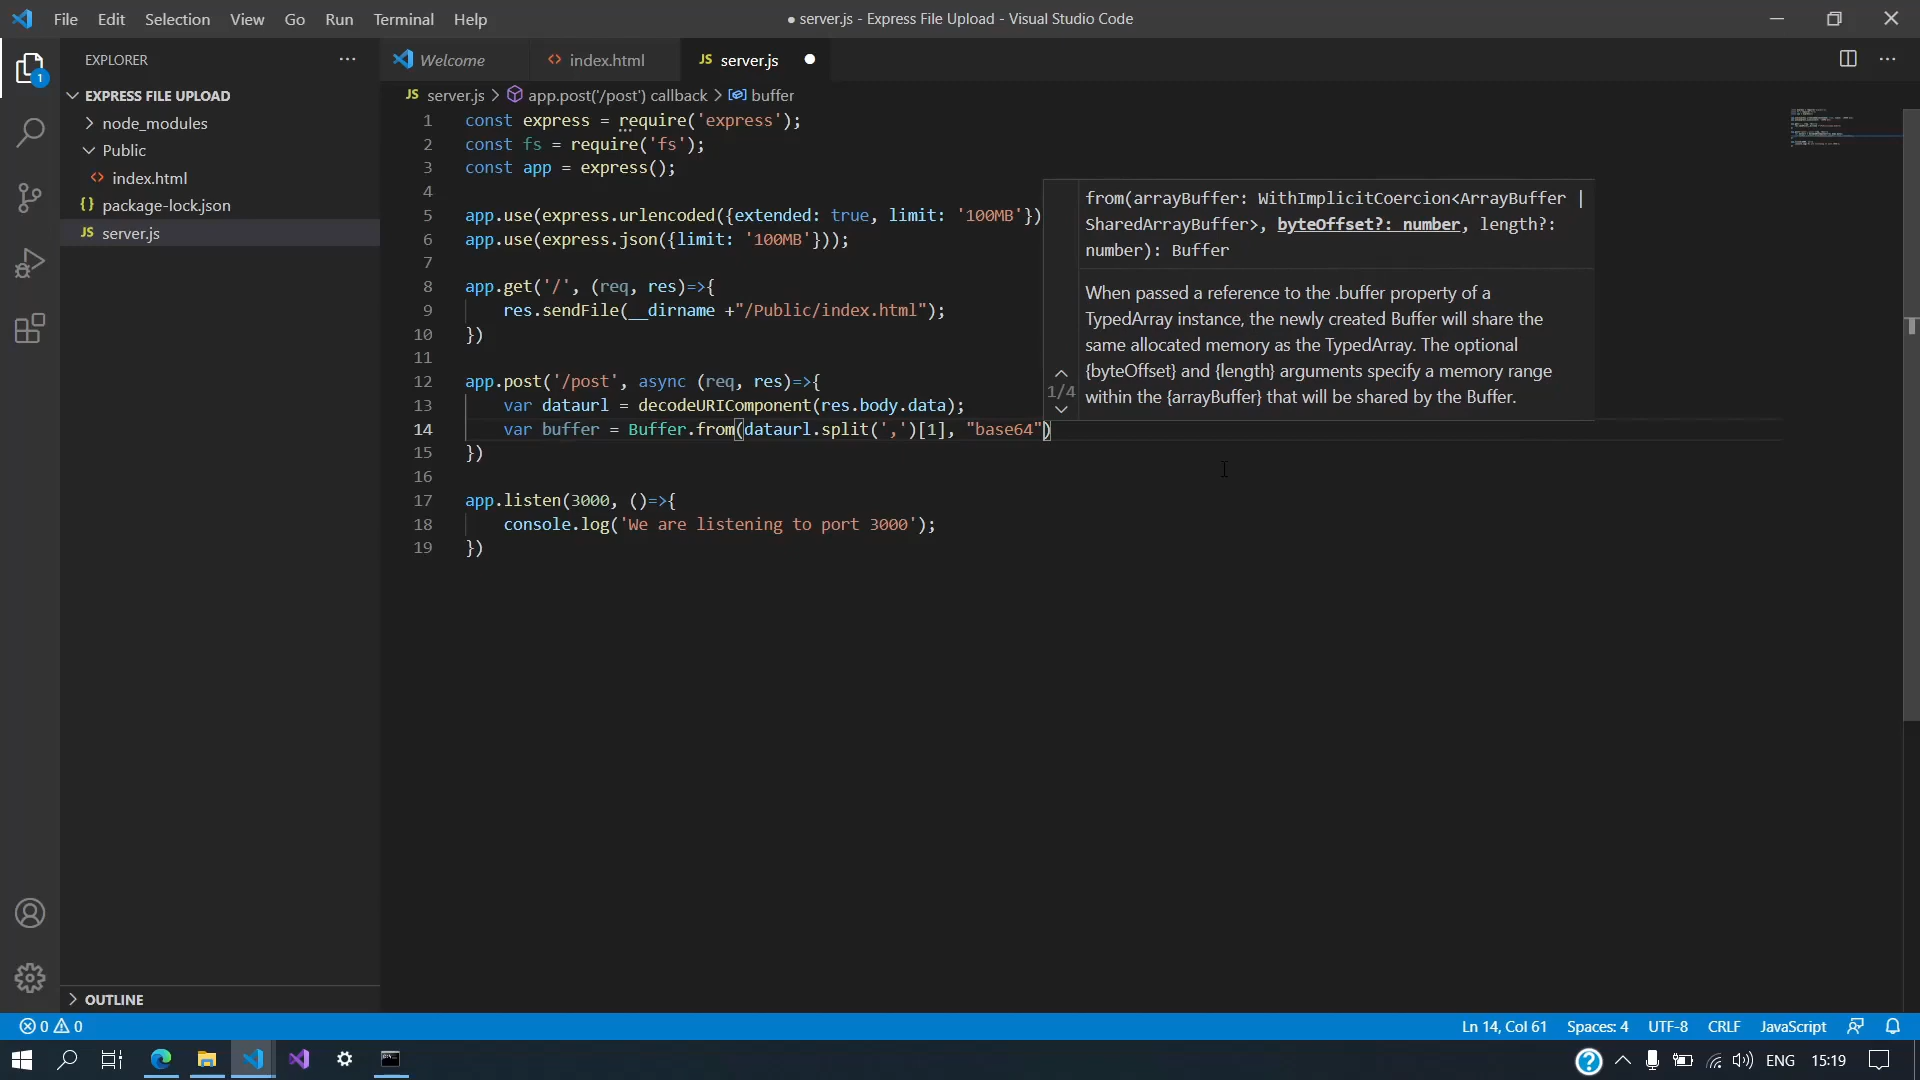 File Edit Selection View Go Run Terminal Help
● server.js - Express File Upload - Visual Studio Code
EXPLORER
Welcome
index.html
JS server.js
EXPRESS FILE UPLOAD
node_modules
Public
index.html
package-lock.json
JS server.js
1
JS server.js > app.post('/post') callback > buffer
1 const express = require('express');
2 const fs = require('fs');
3 const app = express();
4
5 app.use(express.urlencoded({extended: true, limit: '100MB'})
6 app.use(express.json({limit: '100MB'}));
7
8 app.get('/', (req, res)=>{
9 res.sendFile(__dirname +"/Public/index.html");
10 })
11
12 app.post('/post', async (req, res)=>{
13 var dataurl = decodeURIComponent(res.body.data);
14 var buffer = Buffer.from(dataurl.split(',')[1], "base64")
15 })
16
17 app.listen(3000, ()=>{
18 console.log('We are listening to port 3000');
19 })
from(arrayBuffer: WithImplicitCoercion<ArrayBuffer |
SharedArrayBuffer>, byteOffset?: number, length?:
number): Buffer
When passed a reference to the .buffer property of a
TypedArray instance, the newly created Buffer will share the
same allocated memory as the TypedArray. The optional
{byteOffset} and {length} arguments specify a memory range
within the {arrayBuffer} that will be shared by the Buffer.
1/4
OUTLINE
0 0
Ln 14, Col 61 Spaces: 4 UTF-8 CRLF JavaScript
ENG 15:19